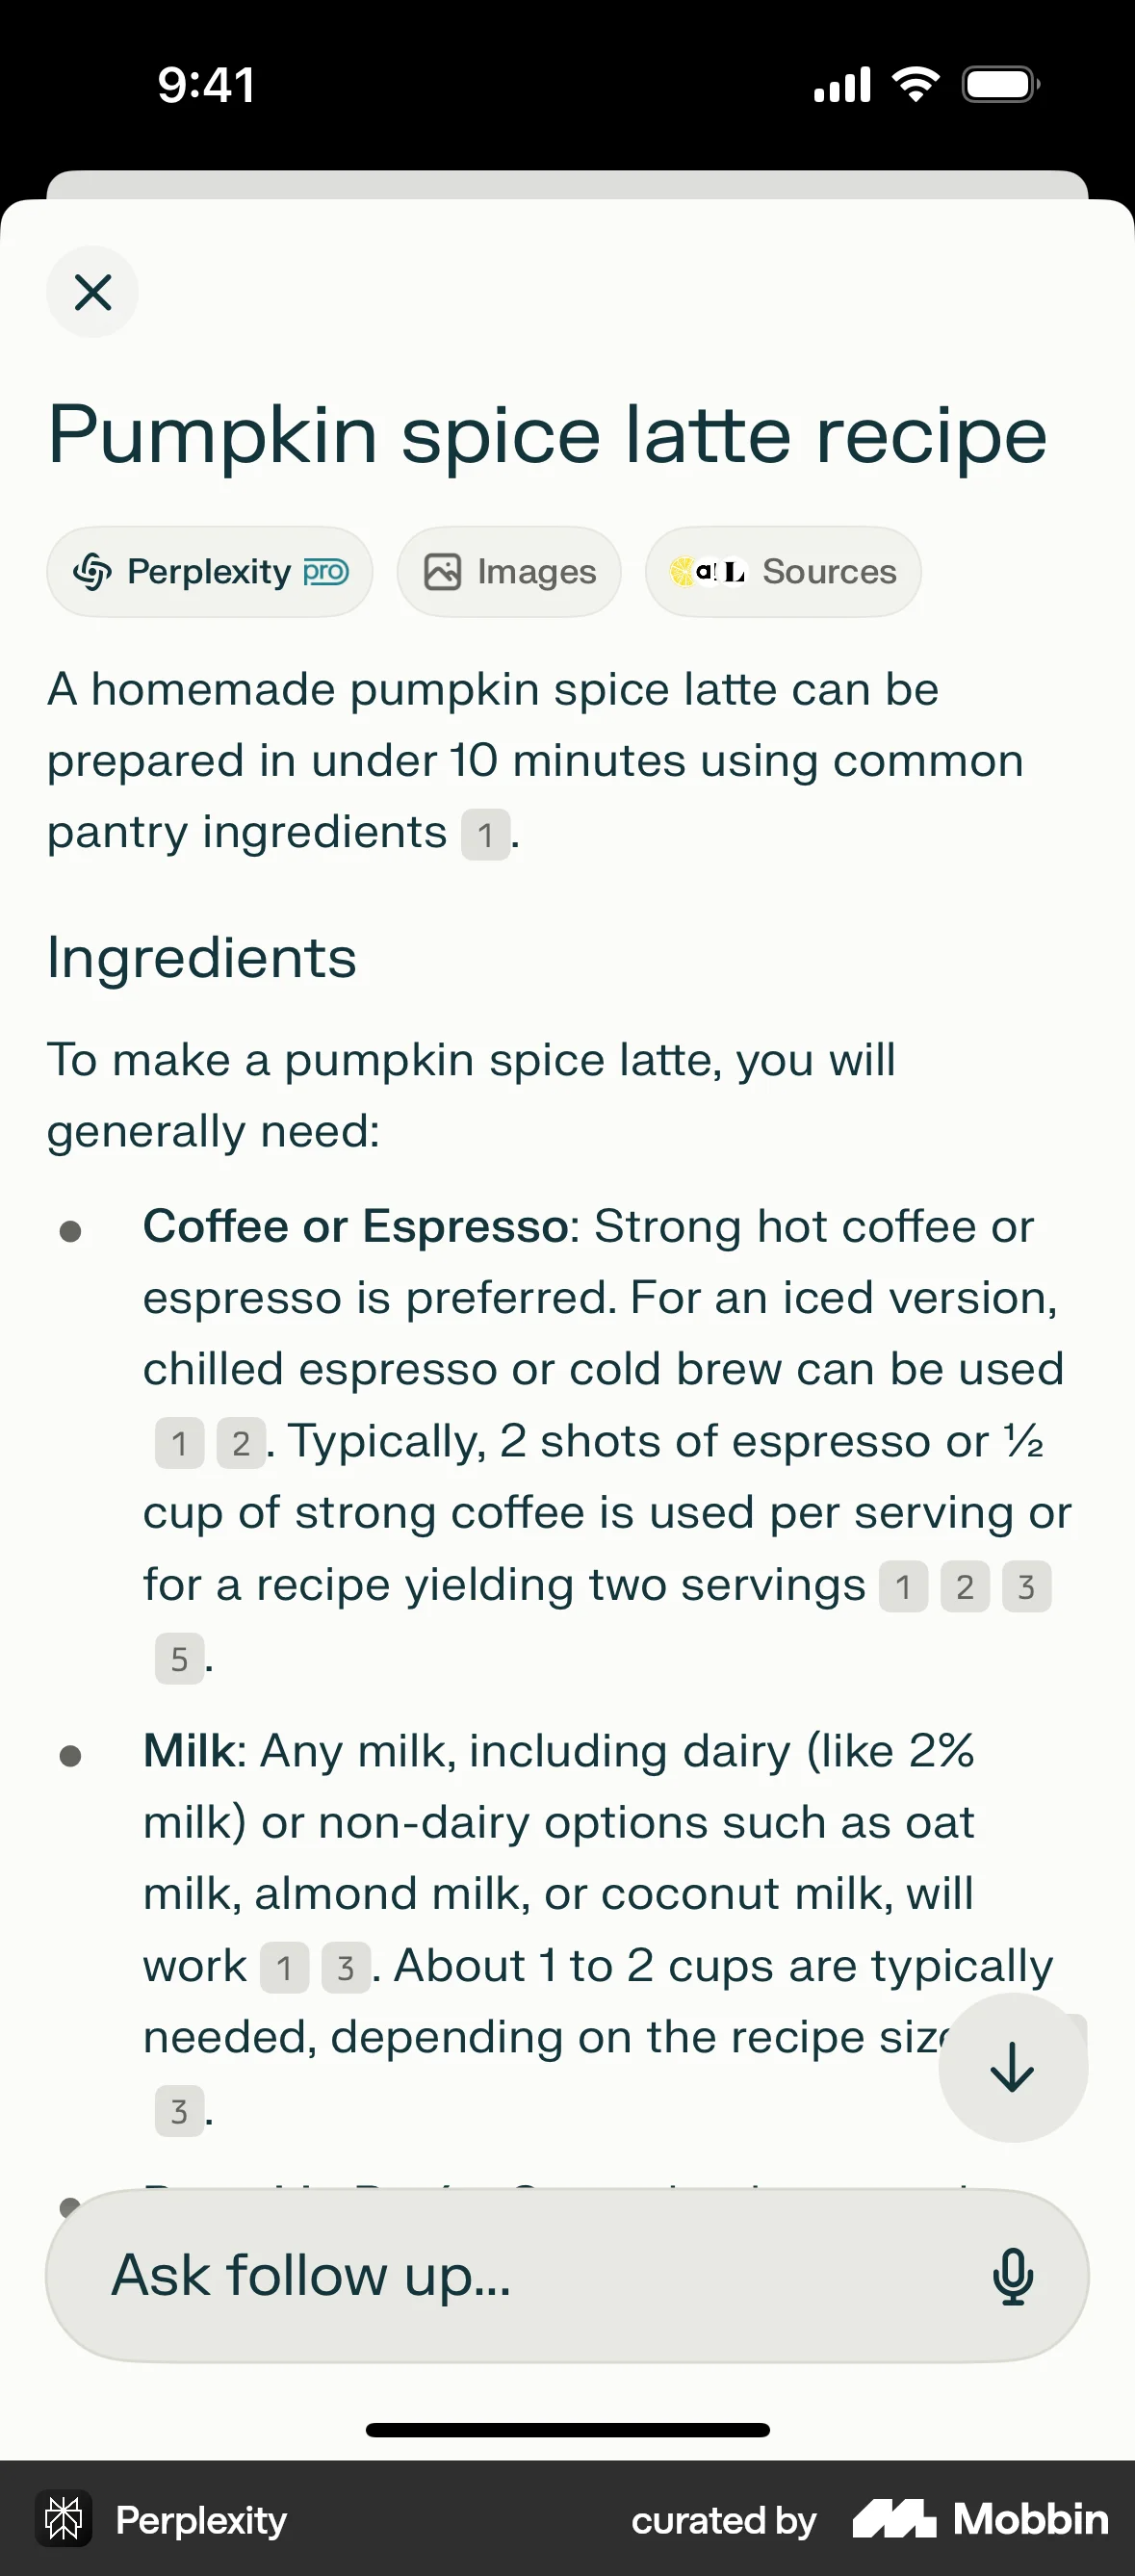 9:41
Pumpkin spice latte recipe
Perplexity pro
Images
Sources
A homemade pumpkin spice latte can be
prepared in under 10 minutes using common
pantry ingredients 1.
Ingredients
To make a pumpkin spice latte, you will
generally need:
Coffee or Espresso: Strong hot coffee or
espresso is preferred. For an iced version,
chilled espresso or cold brew can be used
1 2. Typically, 2 shots of espresso or ½
cup of strong coffee is used per serving or
for a recipe yielding two servings 1 2 3
5.
Milk: Any milk, including dairy (like 2%
milk) or non-dairy options such as oat
milk, almond milk, or coconut milk, will
work 1 3. About 1 to 2 cups are typically
needed, depending on the recipe size
3.
Ask follow up...
Perplexity
curated by Mobbin